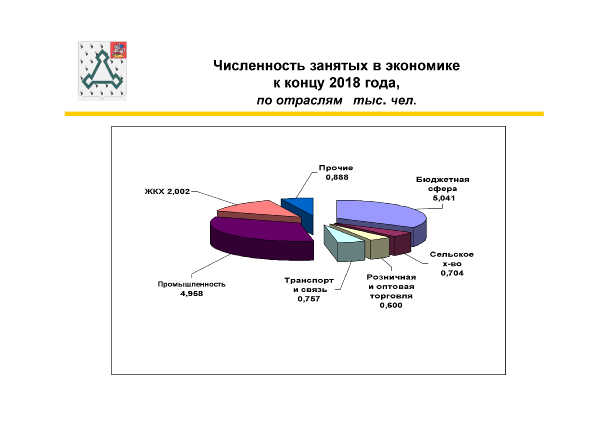 Численность занятых в экономике
к концу 2018 года,
по отраслям тыс. чел.
Прочие
0,888
Бюджетная
сфера
5,041
ЖКХ 2,002
Сельское
х-во
0,704
Промышленность
4,958
Транспорт
и связь
0,757
Розничная
и оптовая
торговля
0,600